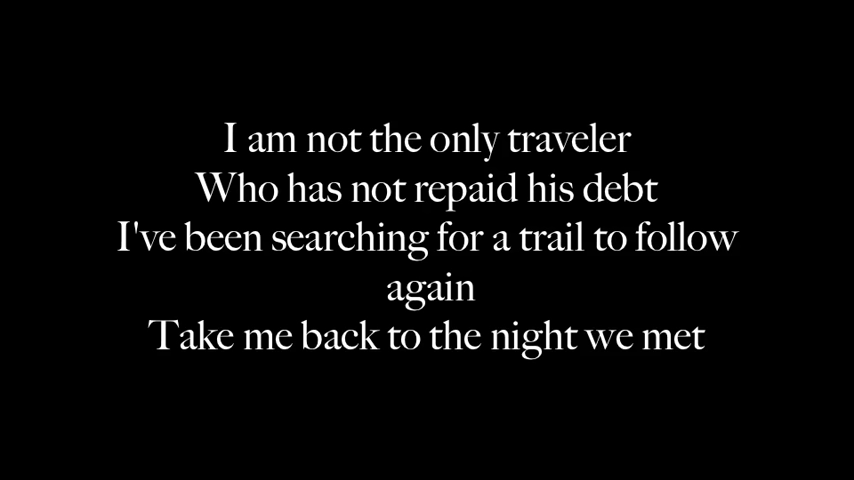 I am not the only traveler
Who has not repaid his debt
I've been searching for a trail to follow
again
Take me back to the night we met